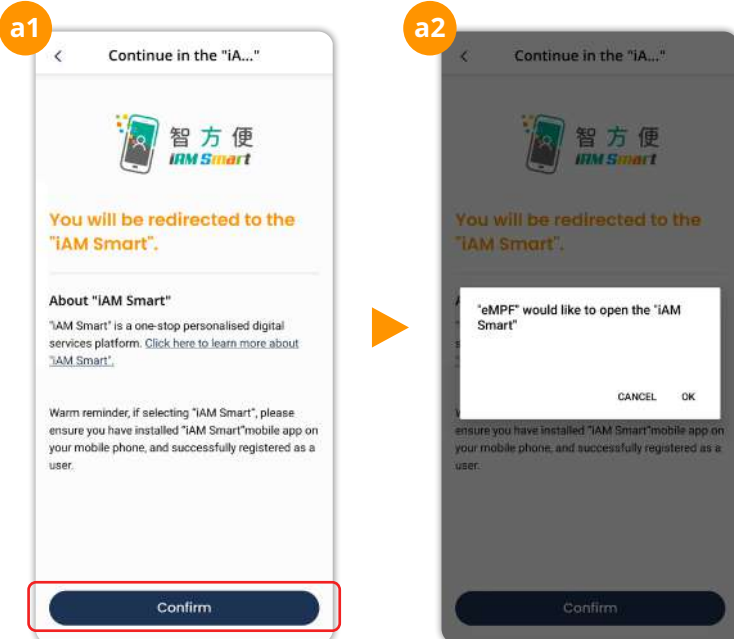 a1
Continue in the "iA..."
智方便
iAM Smart
You will be redirected to the
"iAM Smart".
About "iAM Smart"
"iAM Smart" is a one-stop personalised digital
services platform. Click here to learn more about
"iAM Smart".
Warm reminder, if selecting "iAM Smart", please
ensure you have installed "iAM Smart"mobile app on
your mobile phone, and successfully registered as a
user.
Confirm
a2
Continue in the "iA..."
智方便
iAM Smart
You will be redirected to the
"iAM Smart".
"eMPF" would like to open the "iAM
Smart"
CANCEL OK
ensure you have installed "iAM Smart"mobile app on
your mobile phone, and successfully registered as a
user.
Confirm